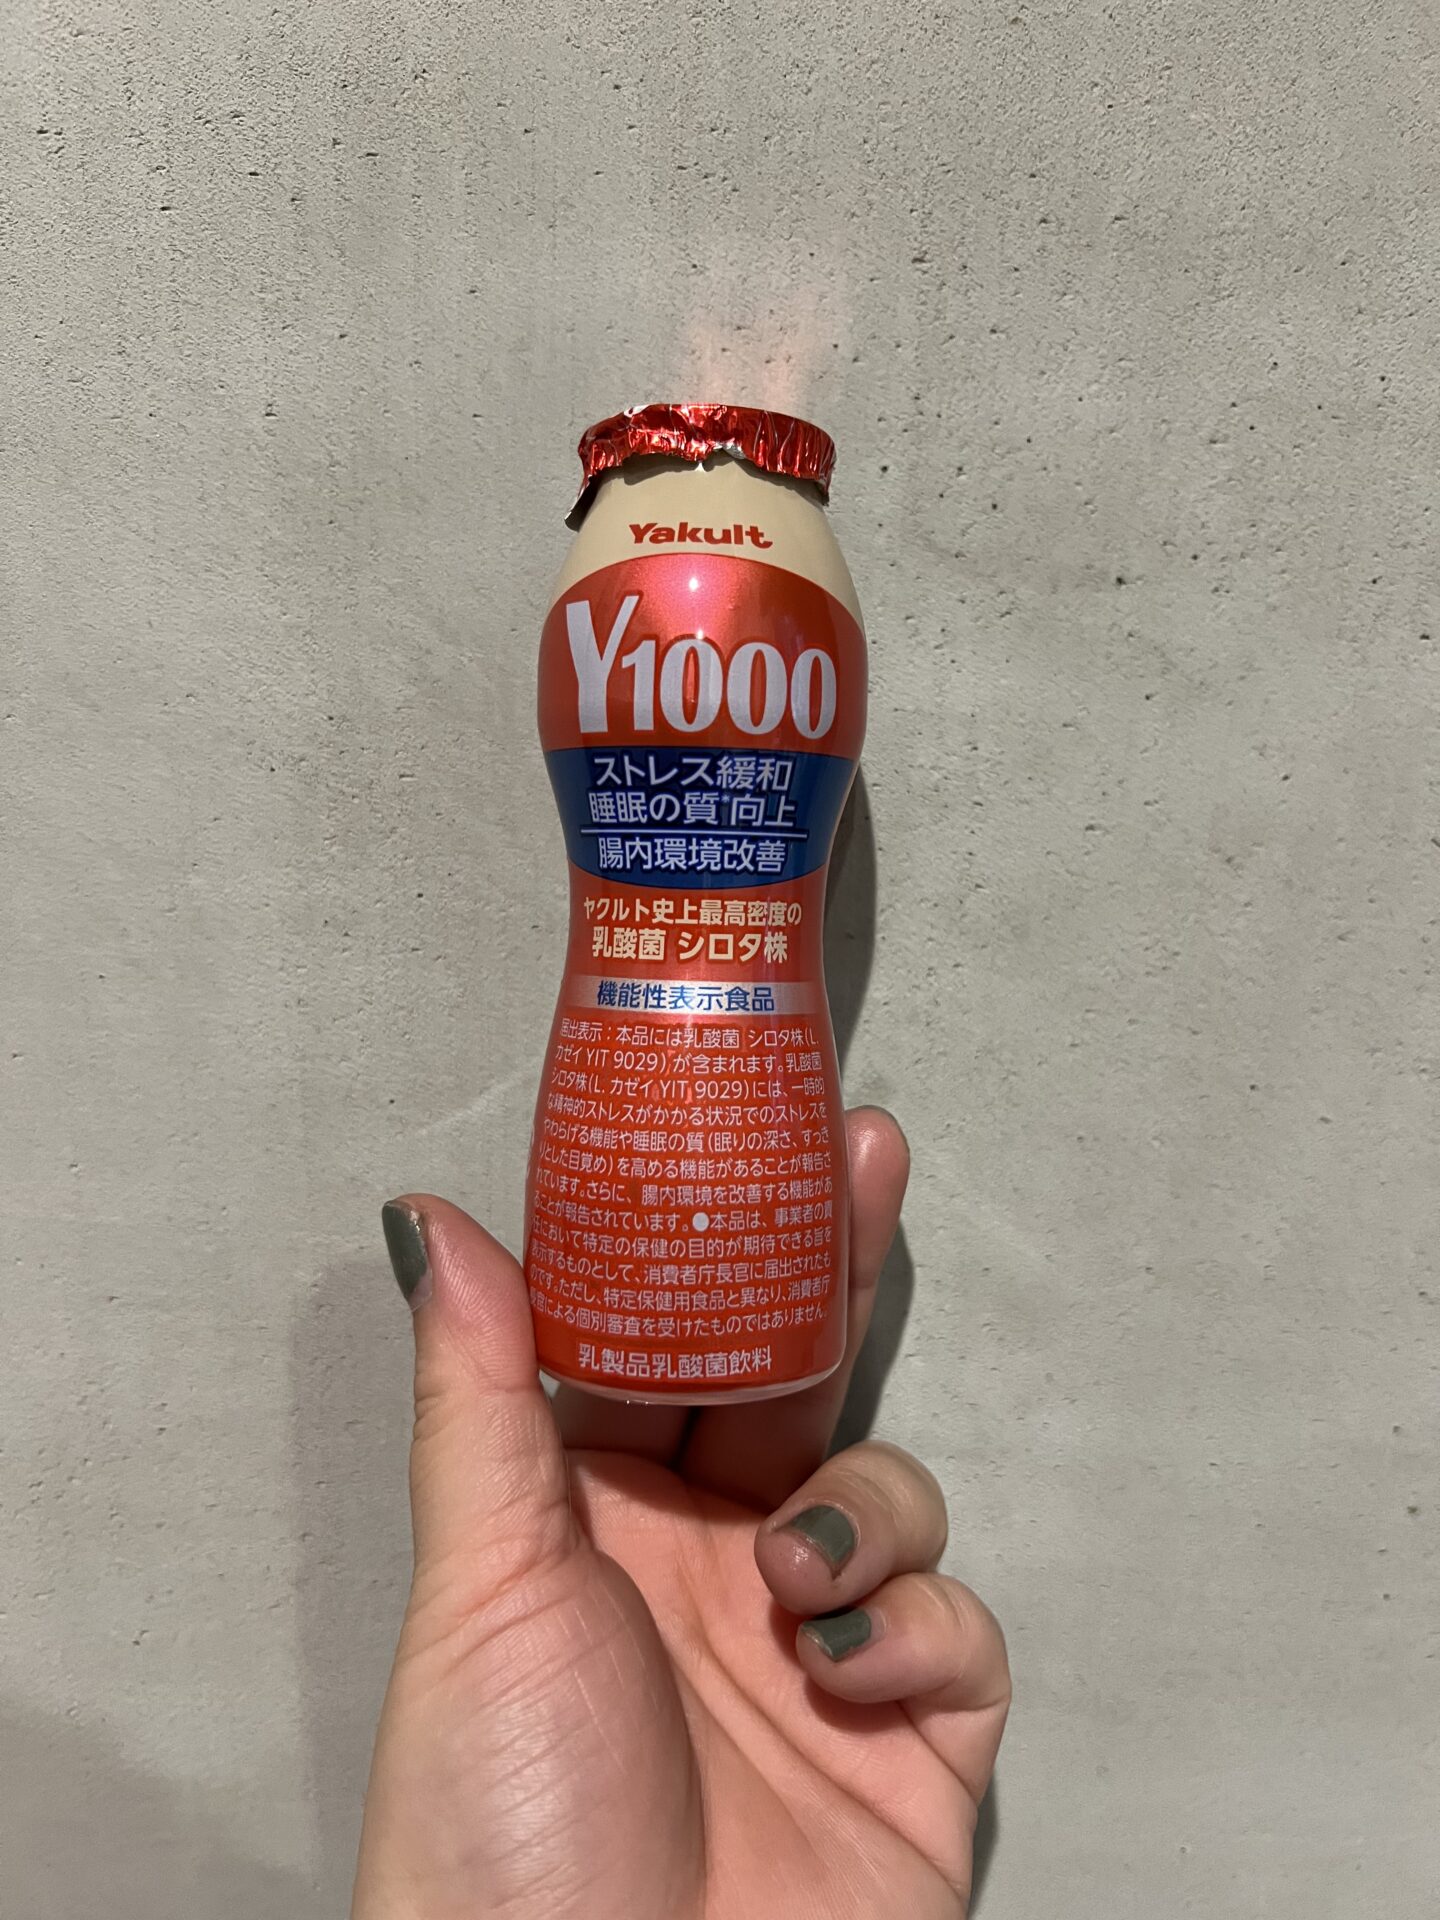 Yakult
Y1000
ストレス緩和
睡眠の質*向上
腸内環境改善
ヤクルト史上最高密度の
乳酸菌 シロタ株
機能性表示食品
届出表示：本品には乳酸菌 シロタ株(L.
カゼイ YIT 9029) が含まれます。乳酸菌
シロタ株(L. カゼイ YIT 9029)には、一時的
な精神的ストレスがかかる状況でのストレスを
やわらげる機能や睡眠の質(眠りの深さ、すっき
りとした目覚め)を高める機能があることが報告さ
れています。さらに、腸内環境を改善する機能があ
ることが報告されています。●本品は、事業者の責
任において特定の保健の目的が期待できる旨を
表示するものとして、消費者庁長官に届出されたも
のです。ただし、特定保健用食品と異なり、消費者庁
長官による個別審査を受けたものではありません。
乳製品乳酸菌飲料